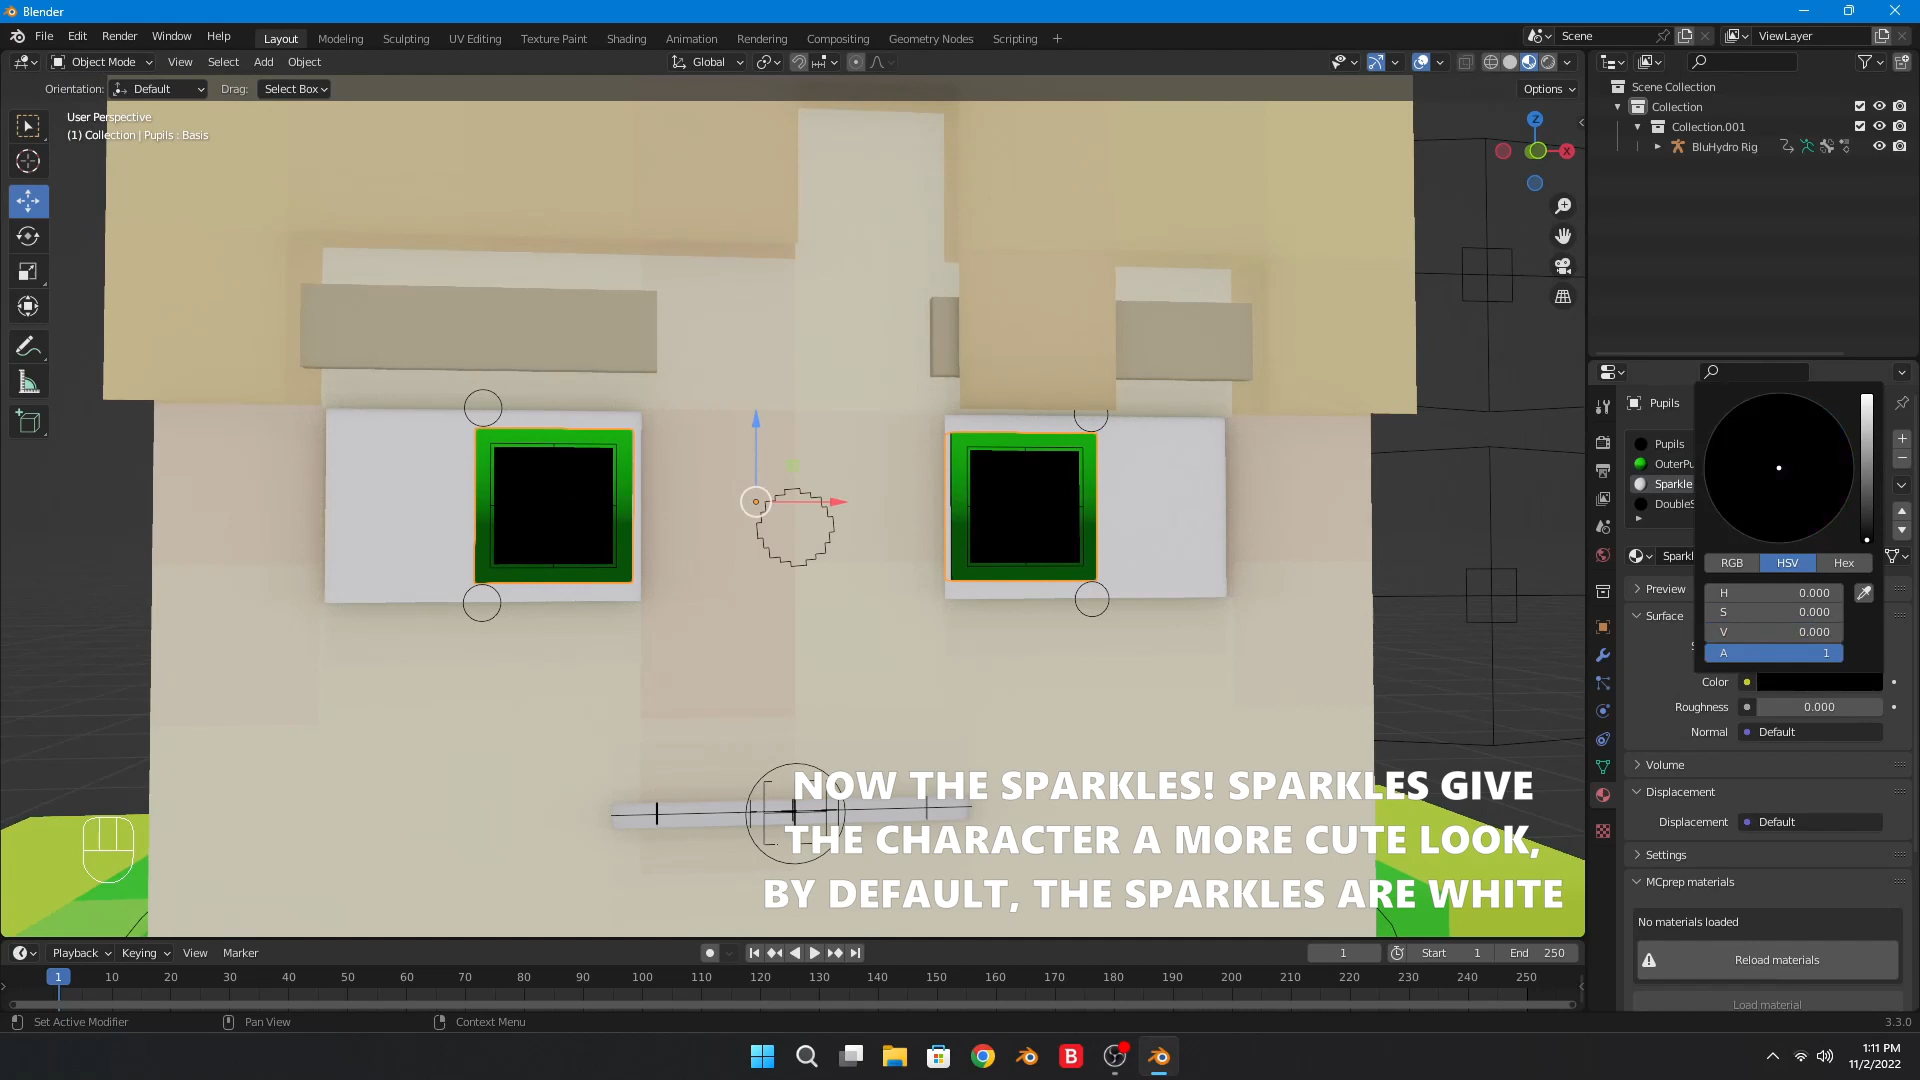 Blender
File Edit Render Window Help
Layout Modeling Sculpting UV Editing Texture Paint Shading Animation Rendering Compositing Geometry Nodes Scripting
Scene
ViewLayer
Object Mode View Select Add Object
Global
Orientation: Default Drag: Select Box
Options
User Perspective
(1) Collection | Pupils : Basis
Z
X
Scene Collection
Collection
Collection.001
BluHydro Rig
Pupils
Pupils
OuterPu
Sparkle
DoubleS
Sparkl
RGB HSV Hex
H 0.000
S 0.000
V 0.000
A 1
Preview
Surface
Color
Roughness 0.000
Normal Default
Volume
Displacement
Displacement Default
Settings
MCprep materials
No materials loaded
Reload materials
Load material
NOW THE SPARKLES! SPARKLES GIVE
THE CHARACTER A MORE CUTE LOOK,
BY DEFAULT, THE SPARKLES ARE WHITE
Playback Keying View Marker
1 Start 1 End 250
1 10 20 30 40 50 60 70 80 90 100 110 120 130 140 150 160 170 180 190 200 210 220 230 240 250
Set Active Modifier Pan View Context Menu
3.3.0
B
1:11 PM
11/2/2022